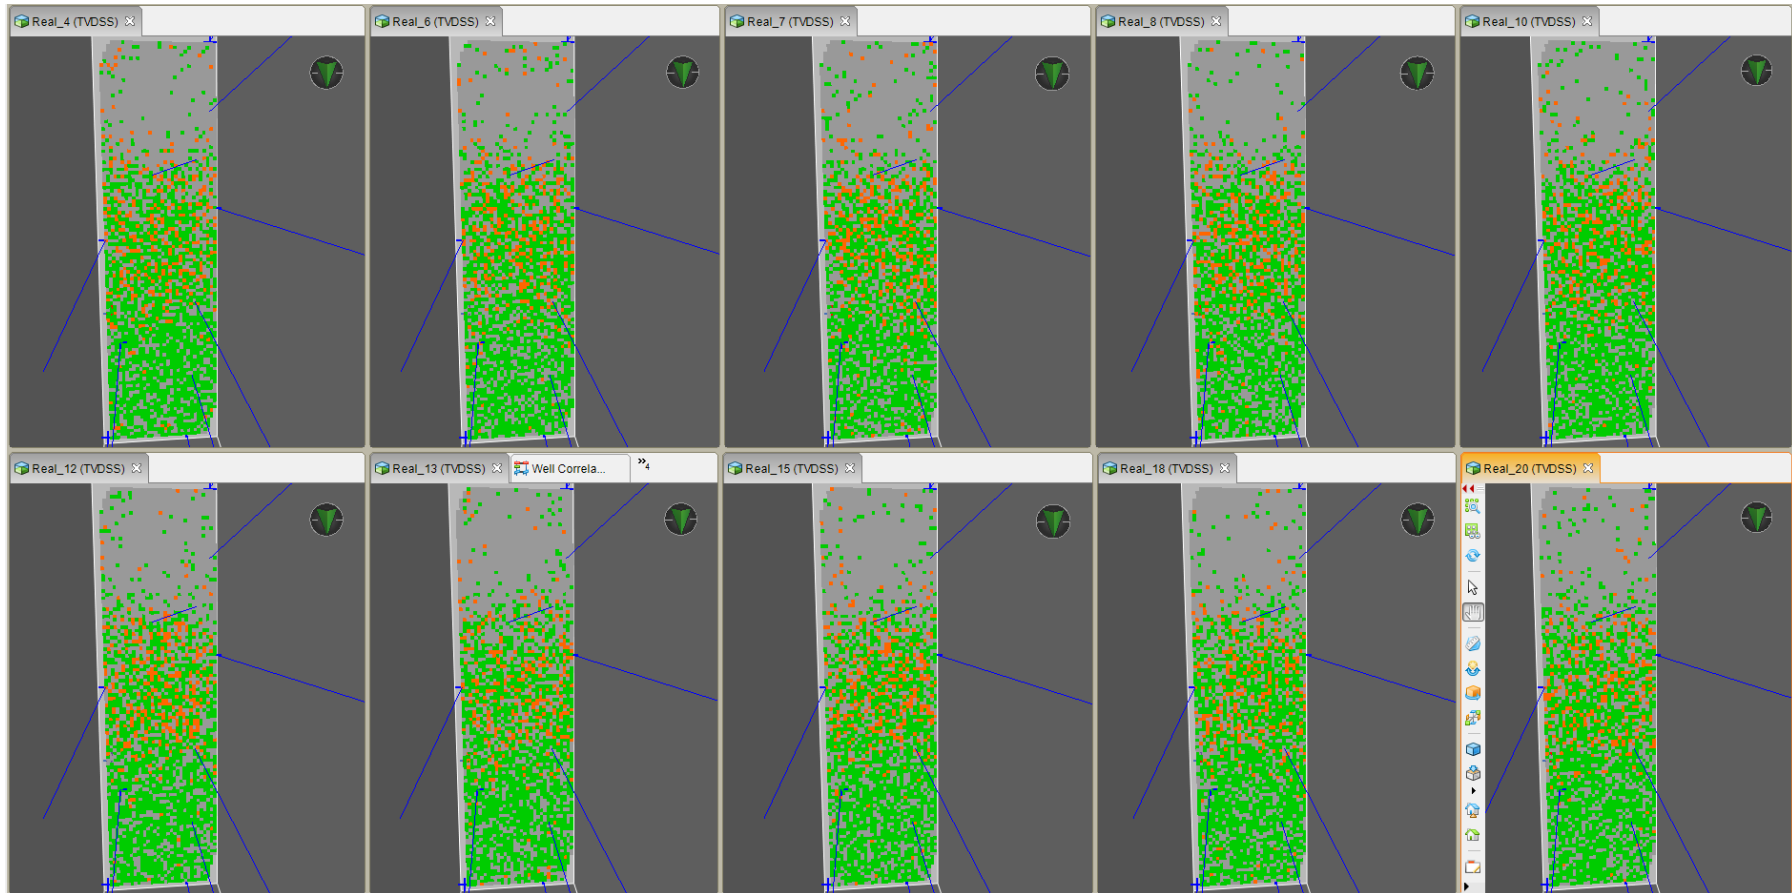 Real_4 (TVDSS)
Real_6 (TVDSS)
Real_7 (TVDSS)
Real_8 (TVDSS)
Real_10 (TVDSS)
Real_12 (TVDSS)
Real_13 (TVDSS)
Well Correla...
»4
Real_15 (TVDSS)
Real_18 (TVDSS)
Real_20 (TVDSS)